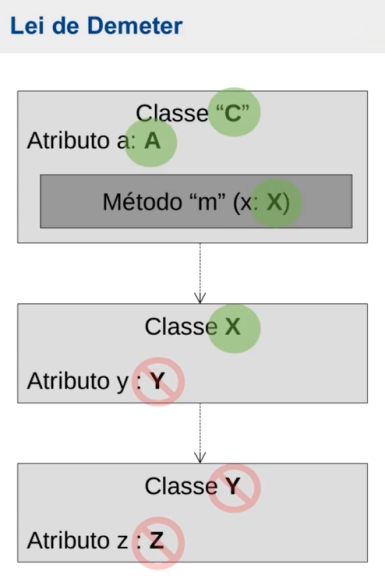 Lei de Demeter
Classe “C”
Atributo a: A
Método “m” (x: X)
Classe X
Atributo y : Y
Classe Y
Atributo z : Z